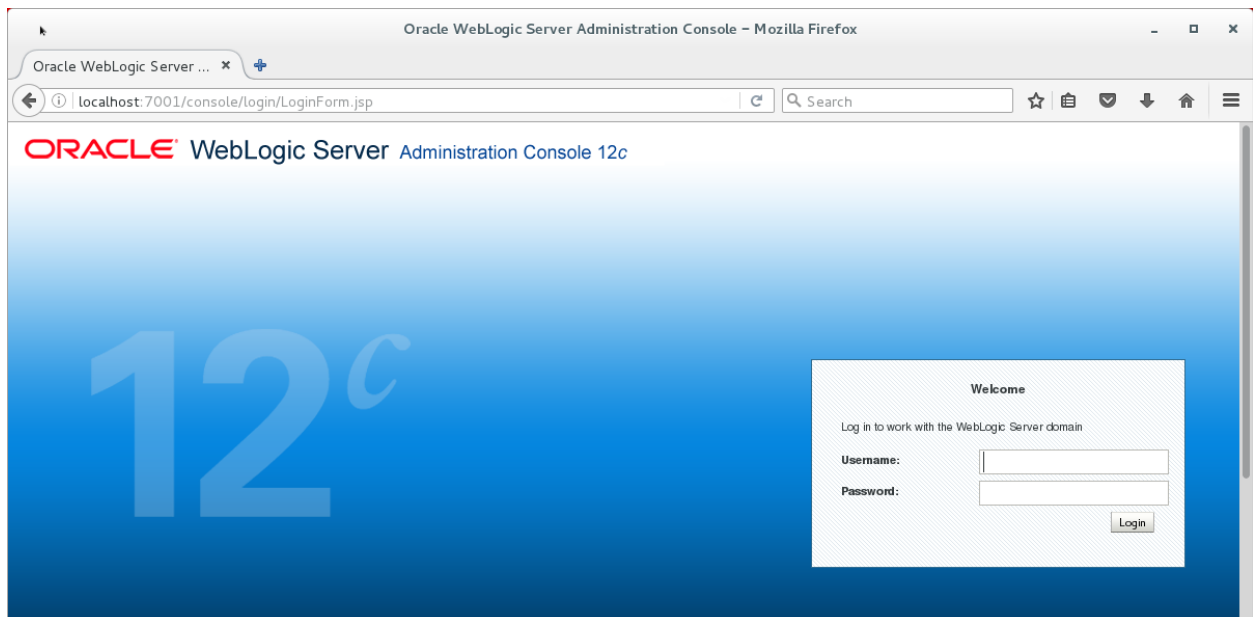 Oracle WebLogic Server Administration Console – Mozilla Firefox
Oracle WebLogic Server ...
localhost:7001/console/login/LoginForm.jsp
Search
ORACLE WebLogic Server Administration Console 12c
12c
Welcome
Log in to work with the WebLogic Server domain
Username:
Password:
Login